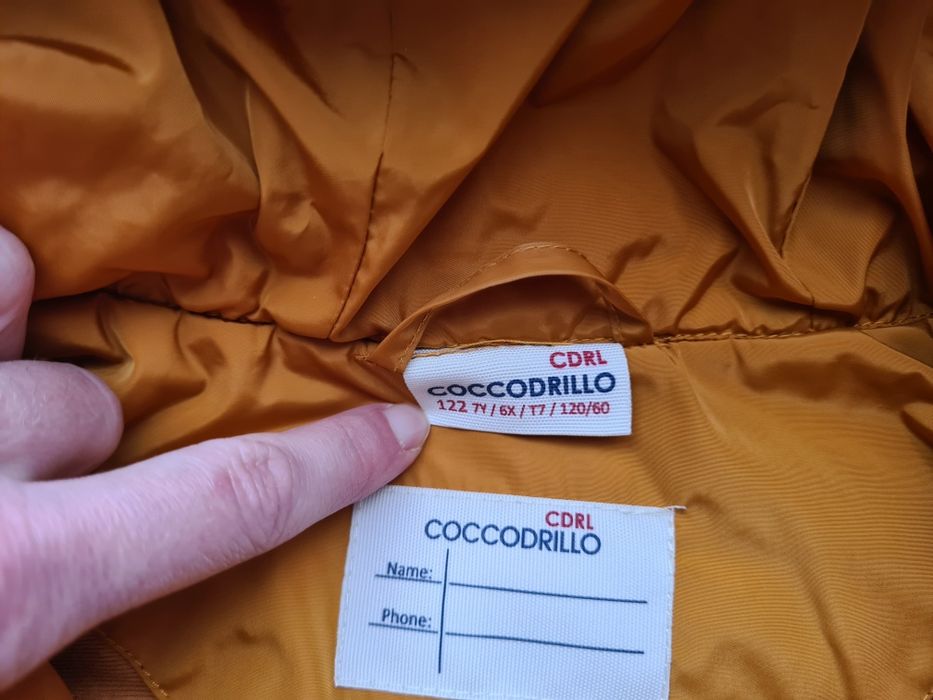 CDRL
COCCODRILLO
122 7Y / 6X / T7 / 120/60
CDRL
COCCODRILLO
Name:
Phone: